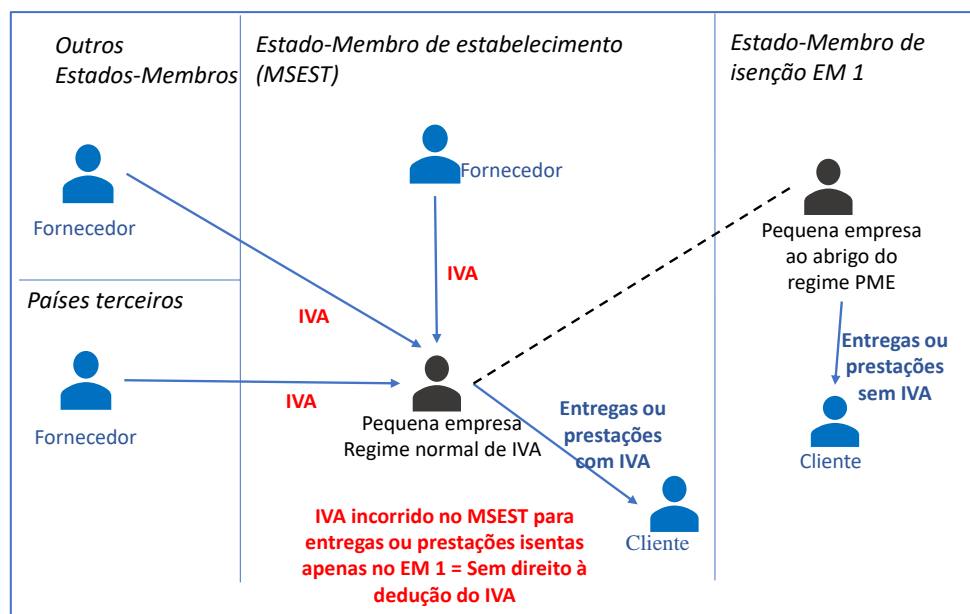 Outros
Estados-Membros
Fornecedor
Países terceiros
Fornecedor
Estado-Membro de estabelecimento
(MSEST)
Fornecedor
IVA
IVA
IVA
Pequena empresa
Regime normal de IVA
Entregas ou
prestações
com IVA
Cliente
IVA incorrido no MSEST para
entregas ou prestações isentas
apenas no EM 1 = Sem direito à
dedução do IVA
Estado-Membro de
isenção EM 1
Pequena empresa
ao abrigo do
regime PME
Entregas ou
prestações
sem IVA
Cliente